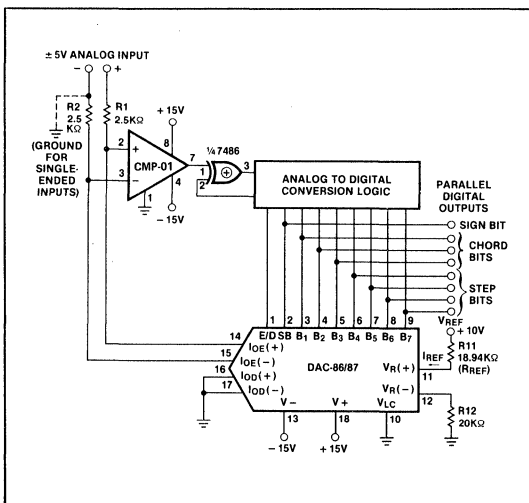 ± 5V ANALOG INPUT
− +
R2
2.5
KΩ
R1
2.5KΩ
(GROUND
FOR
SINGLE-
ENDED
INPUTS)
+ 15V
8
2
+
CMP-01
7
3
−
4
1
− 15V
¼ 7486
1
2
+
3
ANALOG TO DIGITAL
CONVERSION LOGIC
PARALLEL
DIGITAL
OUTPUTS
SIGN BIT
CHORD
BITS
STEP
BITS
1 2 3 4 5 6 7 8 9
VREF
+ 10V
E/D SB B1 B2 B3 B4 B5 B6 B7
14
IOE(+)
15
IOE(−)
16
IOD(+)
17
IOD(−)
DAC-86/87
IREF
VR(+)
11
R11
18.94KΩ
(RREF)
VR(−)
12
R12
20KΩ
V − V + VLC
13 18 10
− 15V + 15V